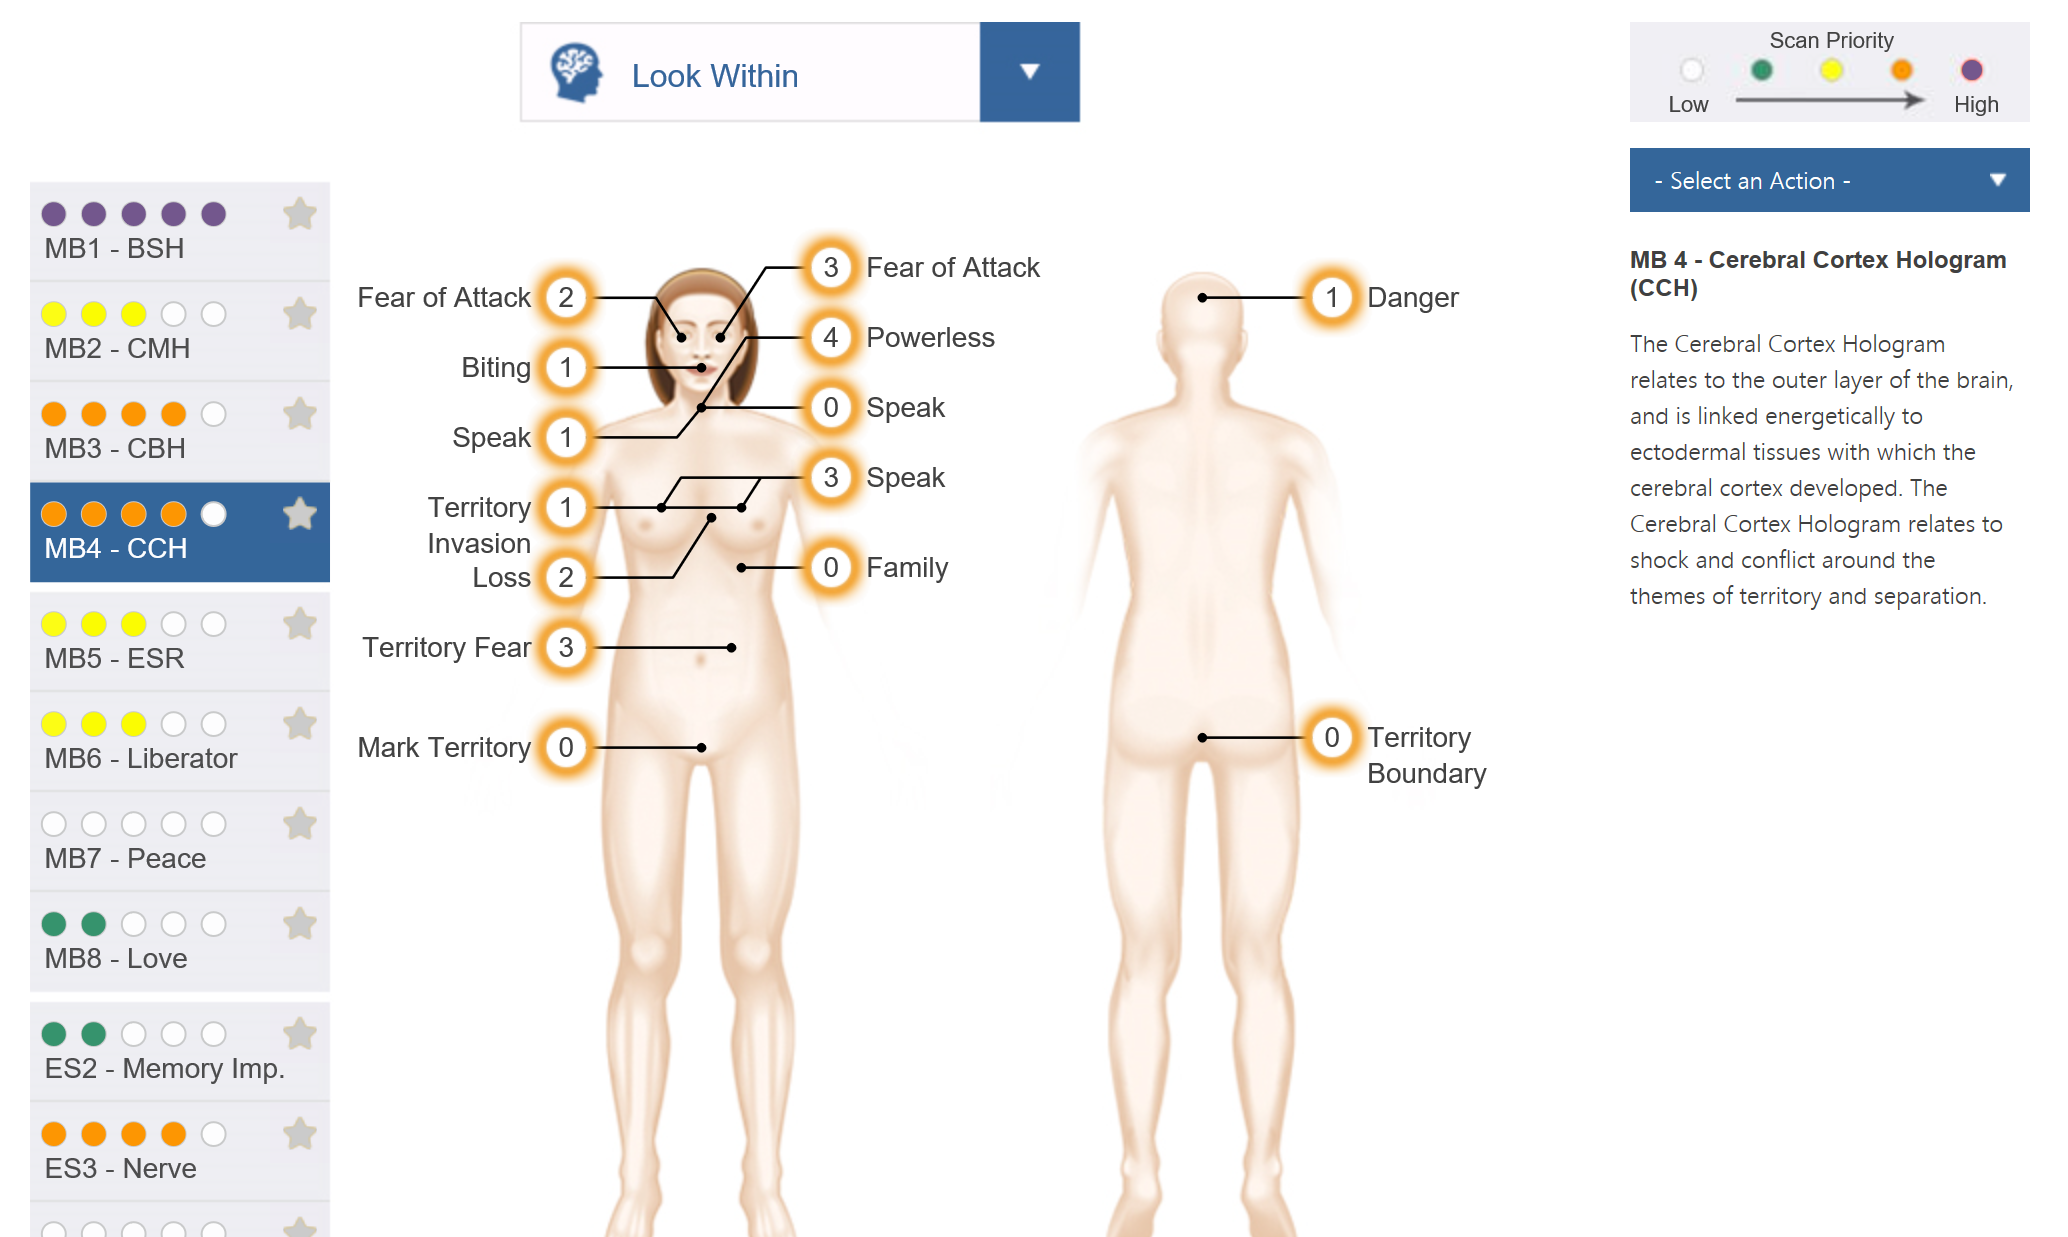 Look Within
Scan Priority
Low
High
- Select an Action -
MB1 - BSH
MB2 - CMH
MB3 - CBH
MB4 - CCH
MB5 - ESR
MB6 - Liberator
MB7 - Peace
MB8 - Love
ES2 - Memory Imp.
ES3 - Nerve
Fear of Attack 2
Biting 1
Speak 1
Territory 1
Invasion
Loss 2
Territory Fear 3
Mark Territory 0
3 Fear of Attack
4 Powerless
0 Speak
3 Speak
0 Family
1 Danger
0 Territory
Boundary
MB 4 - Cerebral Cortex Hologram
(CCH)
The Cerebral Cortex Hologram
relates to the outer layer of the brain,
and is linked energetically to
ectodermal tissues with which the
cerebral cortex developed. The
Cerebral Cortex Hologram relates to
shock and conflict around the
themes of territory and separation.